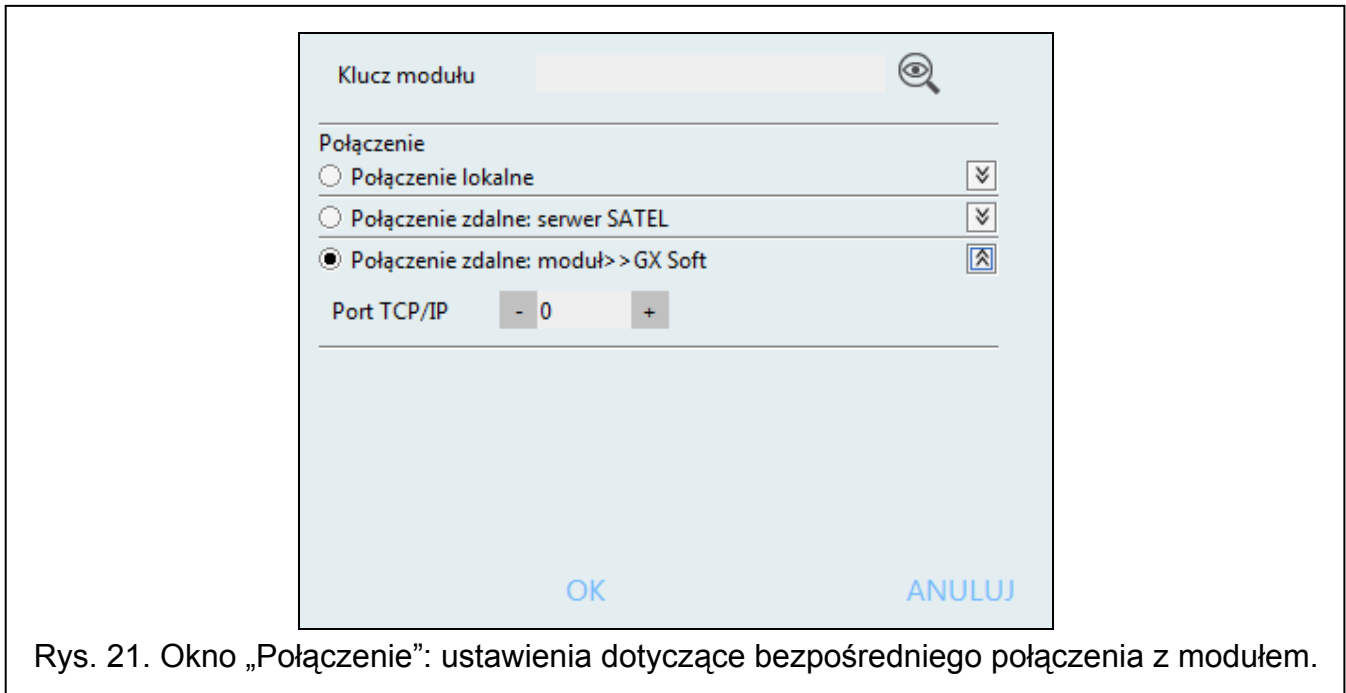 Klucz modułu
Połączenie
Połączenie lokalne
Połączenie zdalne: serwer SATEL
Połączenie zdalne: moduł>>GX Soft
Port TCP/IP - 0 +
OK ANULUJ
Rys. 21. Okno „Połączenie”: ustawienia dotyczące bezpośredniego połączenia z modułem.